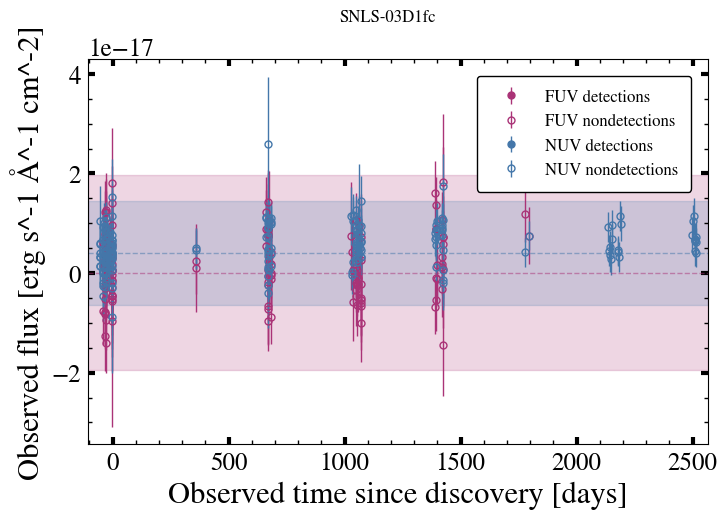 SNLS-03D1fc
1e−17
Observed flux [erg s^-1 Å^-1 cm^-2]
4
2
0
−2
FUV detections
FUV nondetections
NUV detections
NUV nondetections
0 500 1000 1500 2000 2500
Observed time since discovery [days]